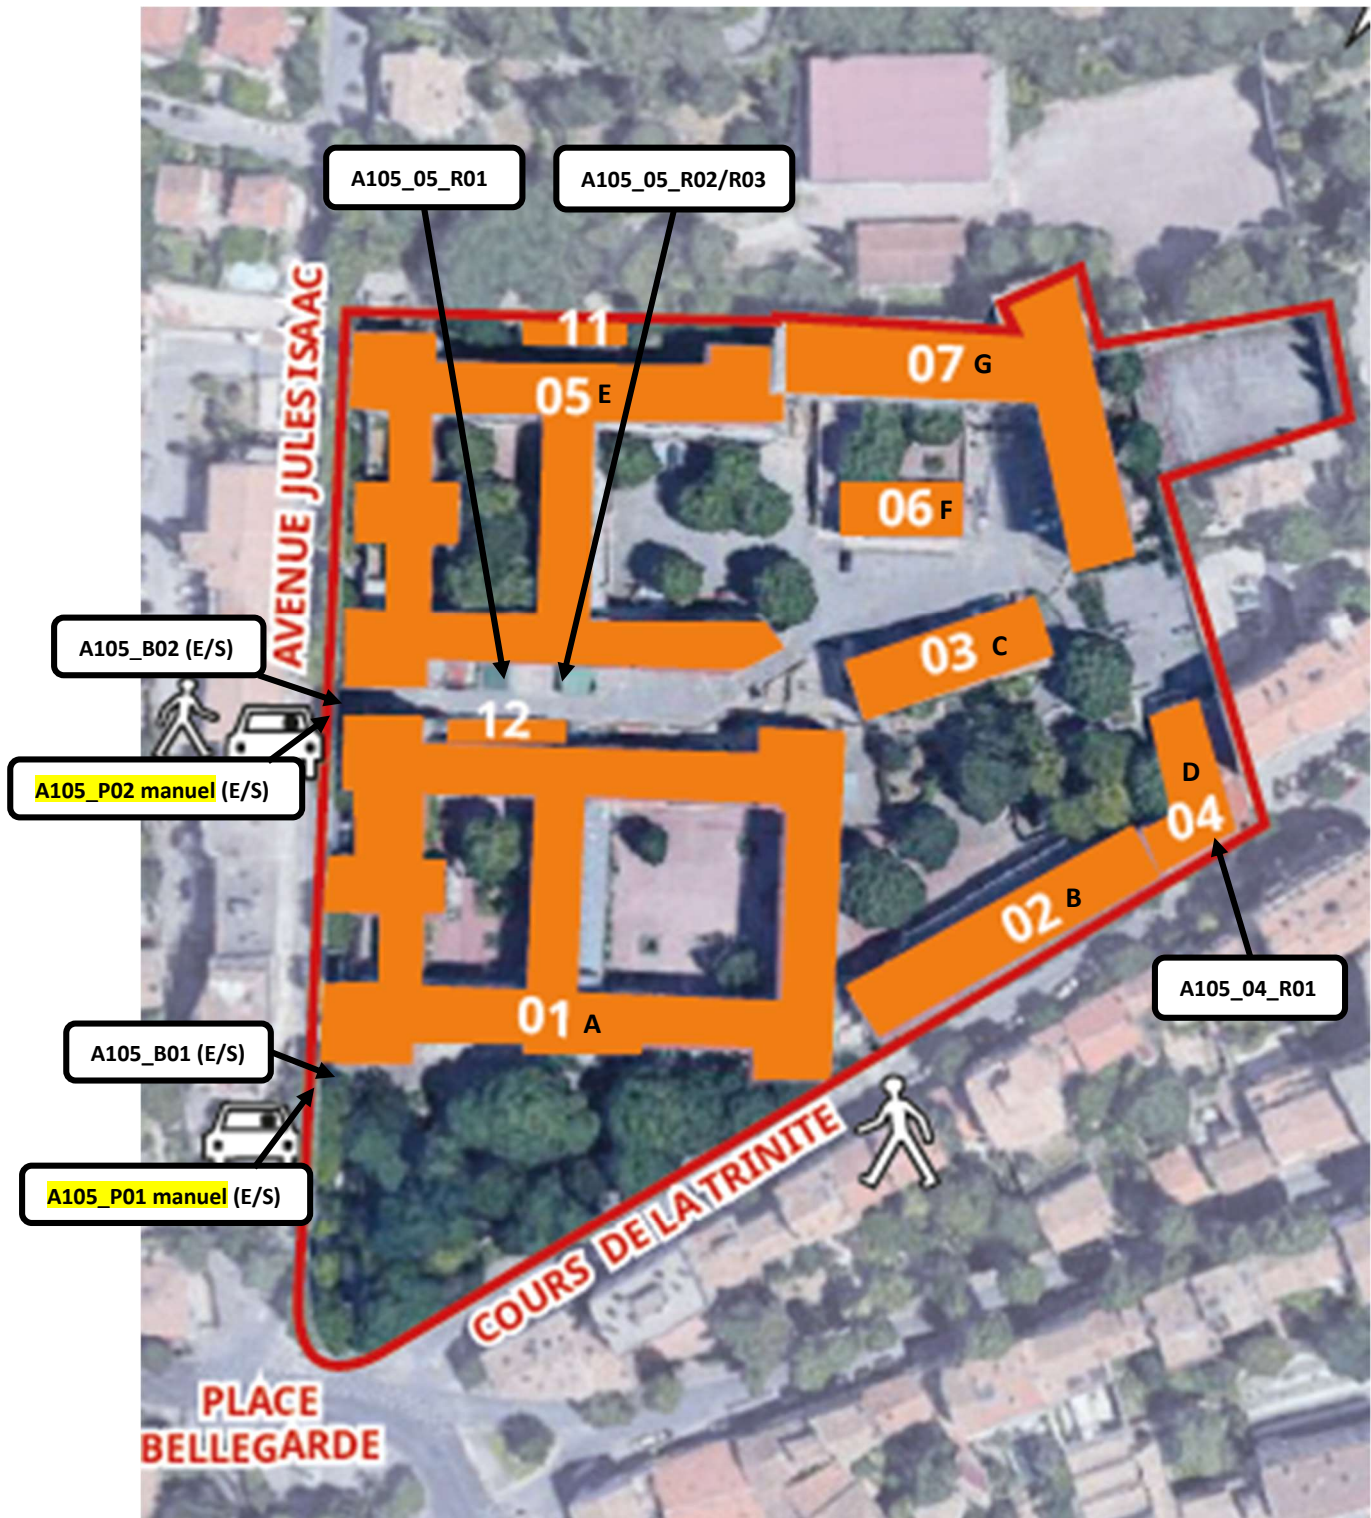 A105_05_R01
A105_05_R02/R03
AVENUE JULES ISAAC
11
05 E
07 G
06 F
A105_B02 (E/S)
03 C
12
A105_P02 manuel (E/S)
D
04
02 B
A105_04_R01
01 A
A105_B01 (E/S)
A105_P01 manuel (E/S)
COURS DE LA TRINITE
PLACE
BELLEGARDE